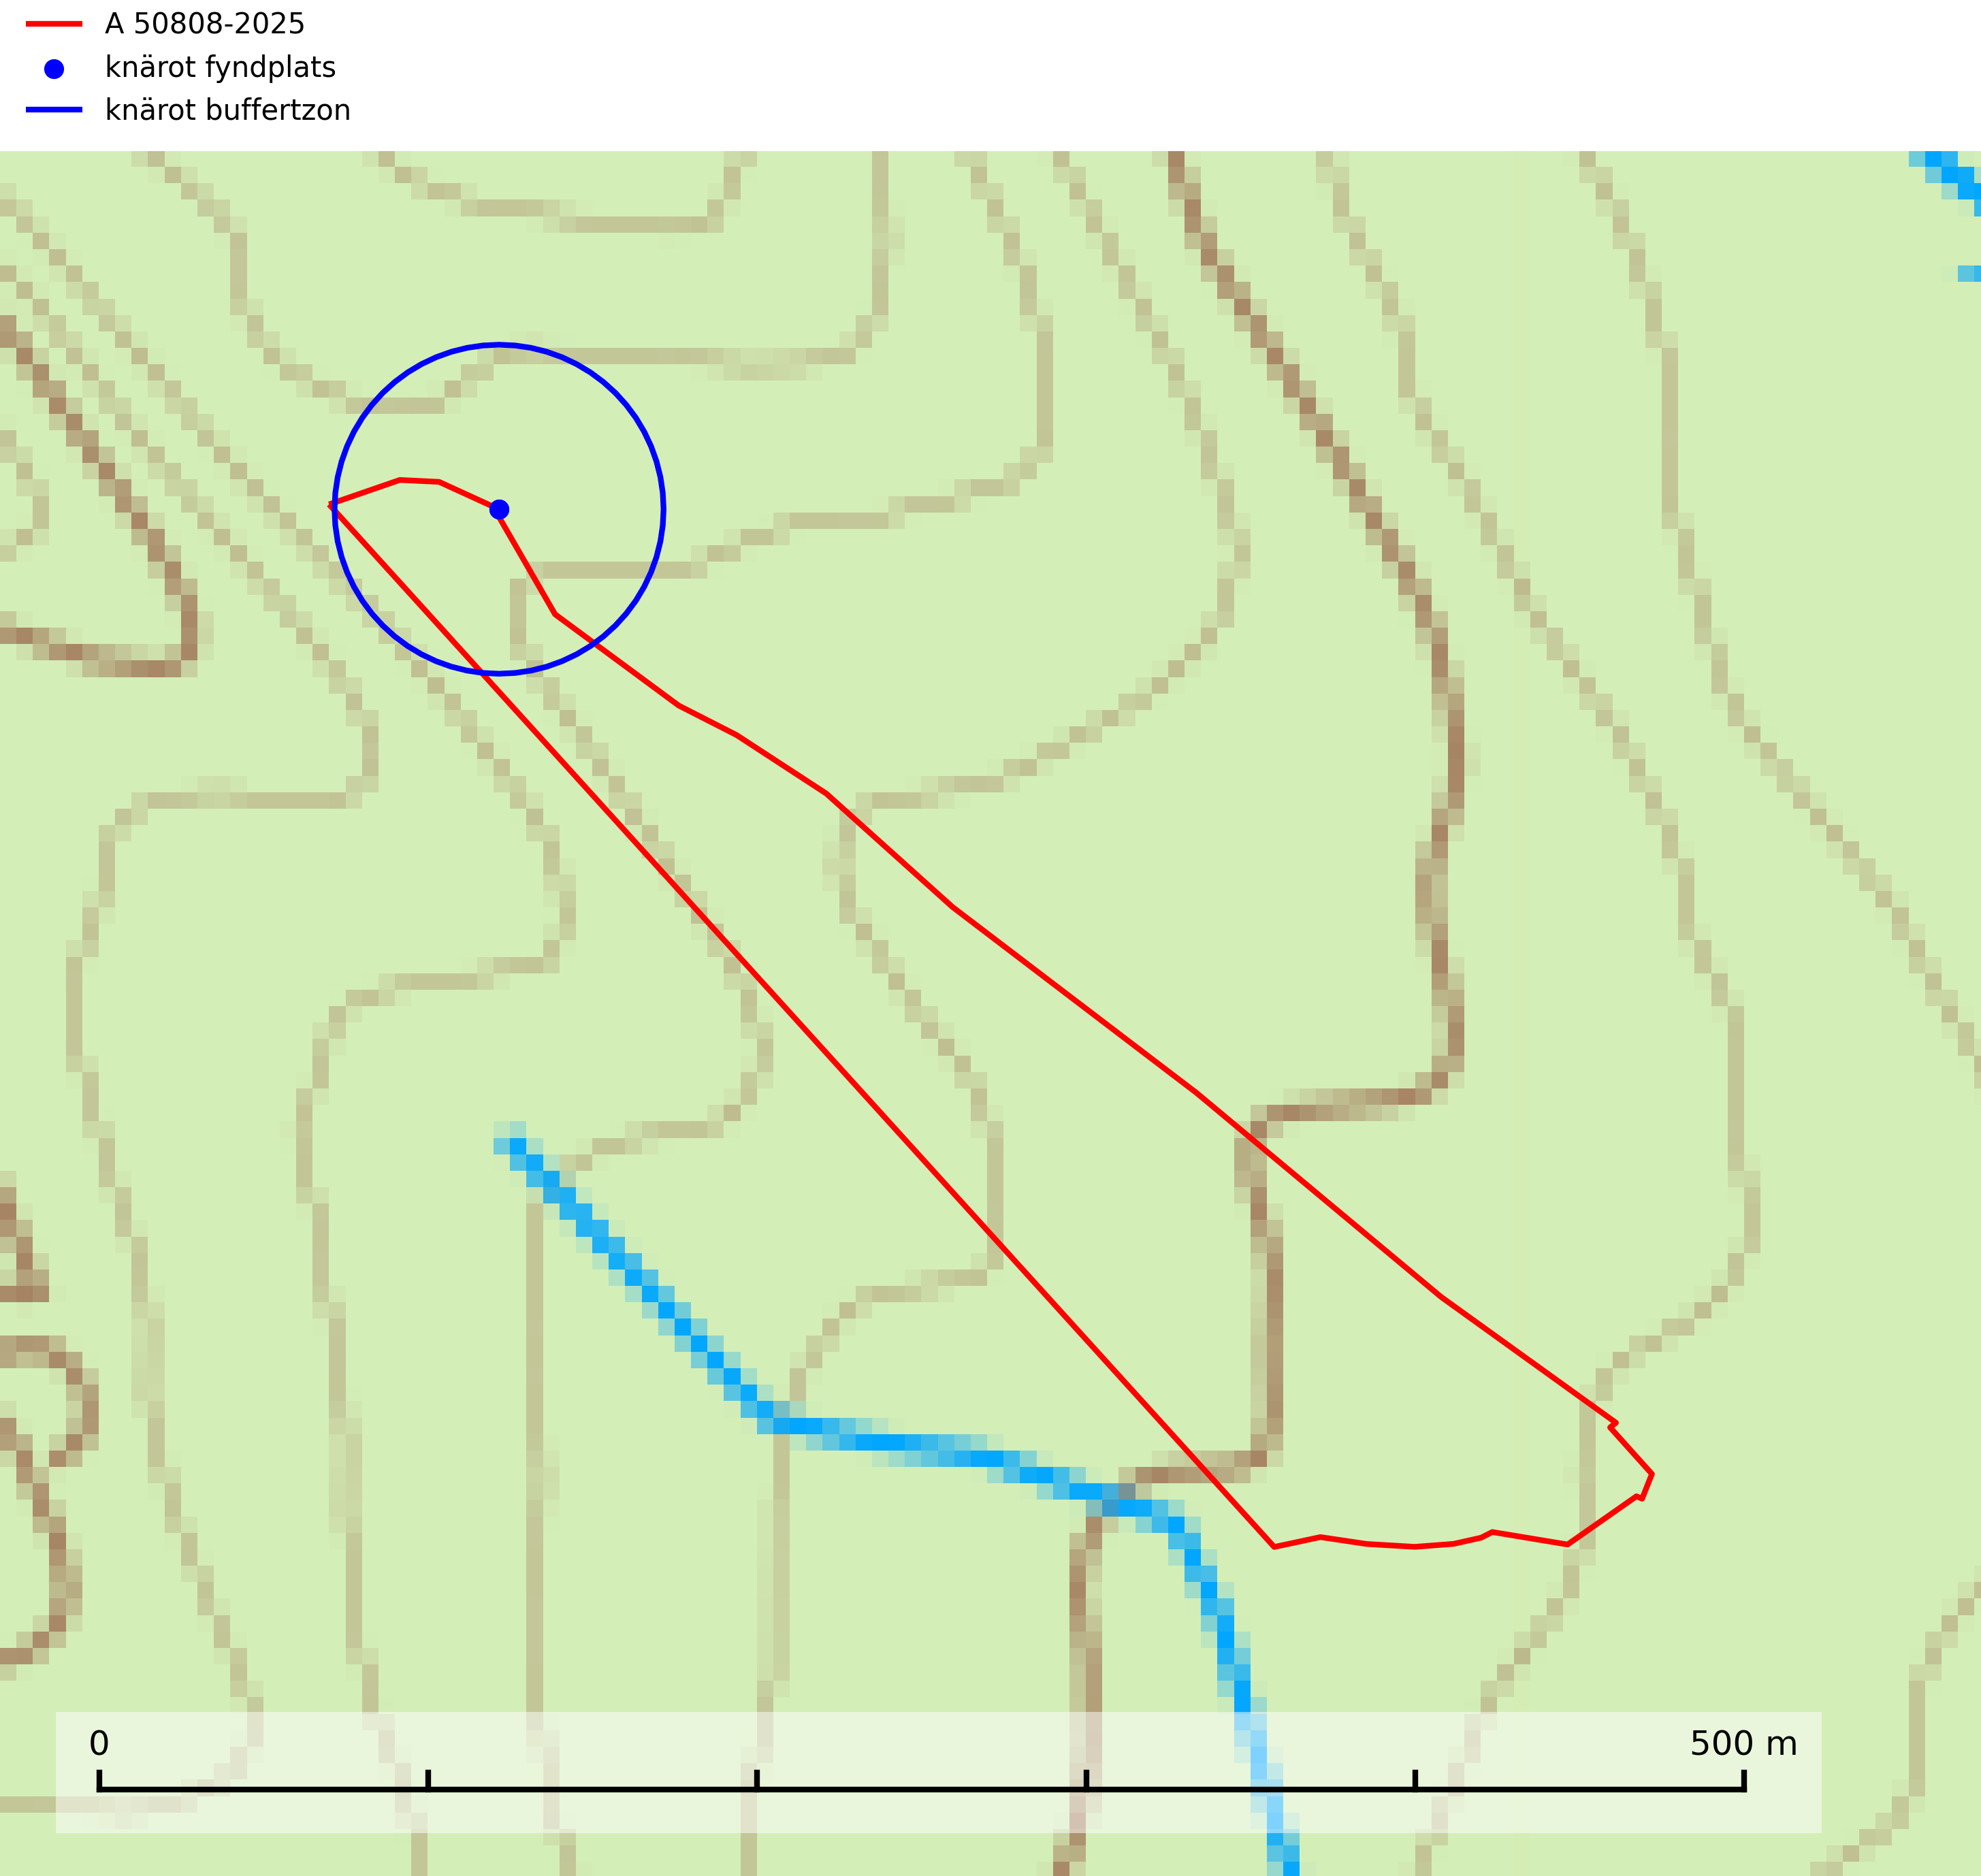 A 50808-2025
knärot fyndplats
knärot buffertzon
0
500 m